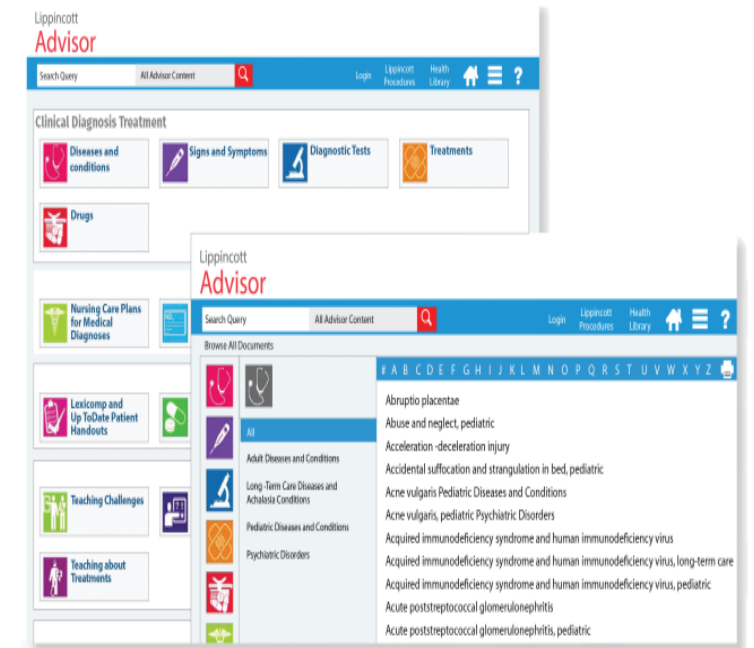 Lippincott
Advisor
Search Query All Advisor Content Login Lippincott Procedures Health Library ?
Clinical Diagnosis Treatment
Diseases and
conditions
Signs and Symptoms
Diagnostic Tests
Treatments
Drugs
Nursing Care Plans
for Medical
Diagnoses
Lexicomp and
Up ToDate Patient
Handouts
Teaching Challenges
Teaching about
Treatments
Lippincott
Advisor
Search Query All Advisor Content Login Lippincott Procedures Health Library ?
Browse All Documents
# A B C D E F G H I J K L M N O P Q R S T U V W X Y Z
All
Adult Diseases and Conditions
Long -Term Care Diseases and
Achalasia Conditions
Pediatric Diseases and Conditions
Psychiatric Disorders
Abruptio placentae
Abuse and neglect, pediatric
Acceleration -deceleration injury
Accidental suffocation and strangulation in bed, pediatric
Acne vulgaris Pediatric Diseases and Conditions
Acne vulgaris, pediatric Psychiatric Disorders
Acquired immunodeficiency syndrome and human immunodeficiency virus
Acquired immunodeficiency syndrome and human immunodeficiency virus, long-term care
Acquired immunodeficiency syndrome and human immunodeficiency virus, pediatric
Acute poststreptococcal glomerulonephritis
Acute poststreptococcal glomerulonephritis, pediatric